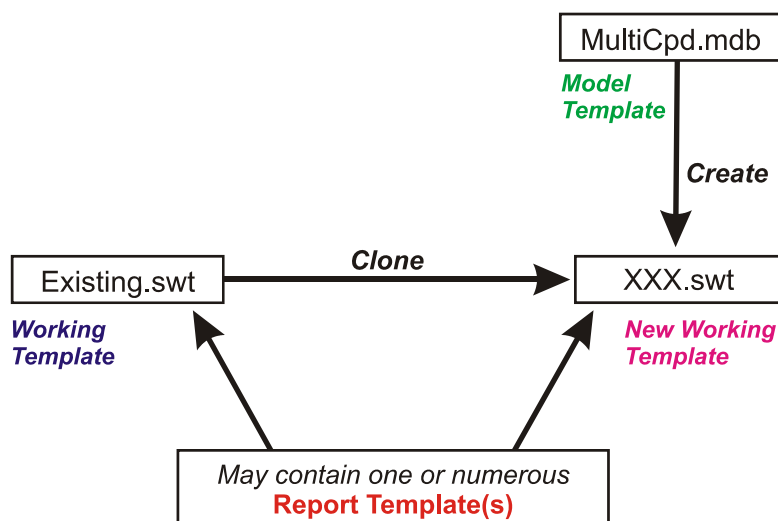 MultiCpd.mdb
Model
Template
Create
Clone
Existing.swt
XXX.swt
Working
Template
New Working
Template
May contain one or numerous
Report Template(s)